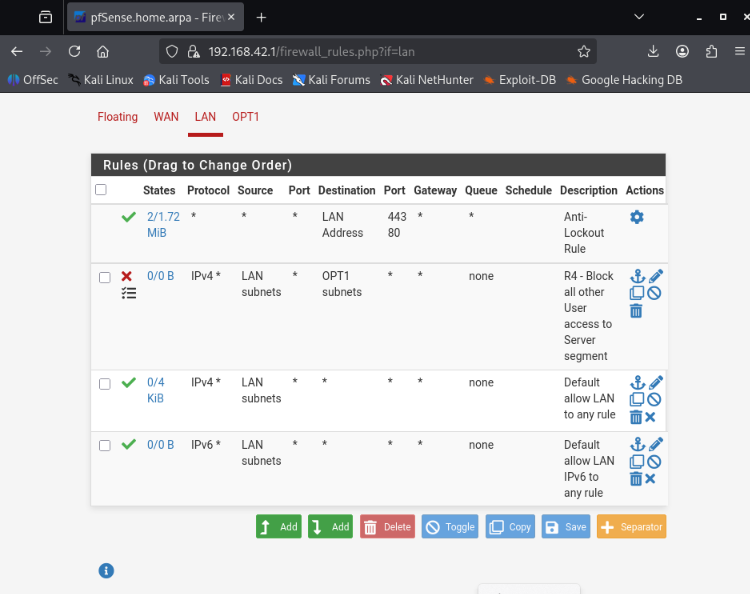 pfSense.home.arpa - Firew
192.168.42.1/firewall_rules.php?if=lan
OffSec Kali Linux Kali Tools Kali Docs Kali Forums Kali NetHunter Exploit-DB Google Hacking DB
Floating WAN LAN OPT1
Rules (Drag to Change Order)
States Protocol Source Port Destination Port Gateway Queue Schedule Description Actions
2/1.72 * * * LAN 443 * * Anti-
MiB Address 80 Lockout
Rule
0/0 B IPv4 * LAN * OPT1 * * none R4 - Block
subnets subnets all other
User
access to
Server
segment
0/4 IPv4 * LAN * * * * none Default
KiB subnets allow LAN
to any rule
0/0 B IPv6 * LAN * * * * none Default
subnets allow LAN
IPv6 to
any rule
Add Add Delete Toggle Copy Save Separator